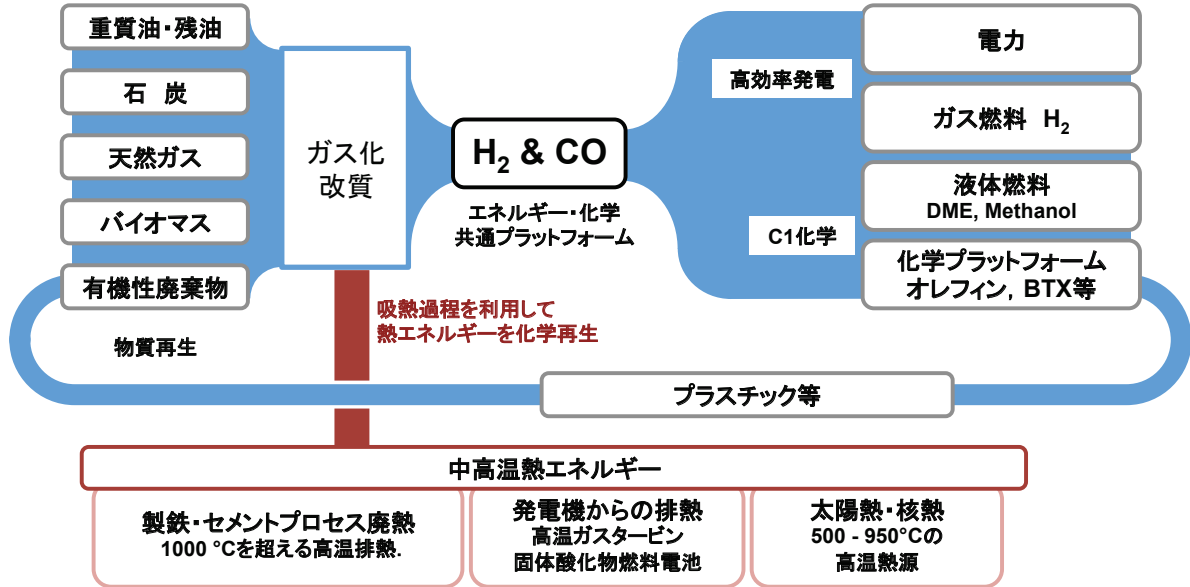 重質油・残油
石 炭
天然ガス
バイオマス
有機性廃棄物
ガス化
改質
H₂ & CO
エネルギー・化学
共通プラットフォーム
高効率発電
C1化学
電力
ガス燃料 H₂
液体燃料
DME, Methanol
化学プラットフォーム
オレフィン, BTX等
吸熱過程を利用して
熱エネルギーを化学再生
物質再生
プラスチック等
中高温熱エネルギー
製鉄・セメントプロセス廃熱
1000 °Cを超える高温排熱.
発電機からの排熱
高温ガスタービン
固体酸化物燃料電池
太陽熱・核熱
500 - 950°Cの
高温熱源